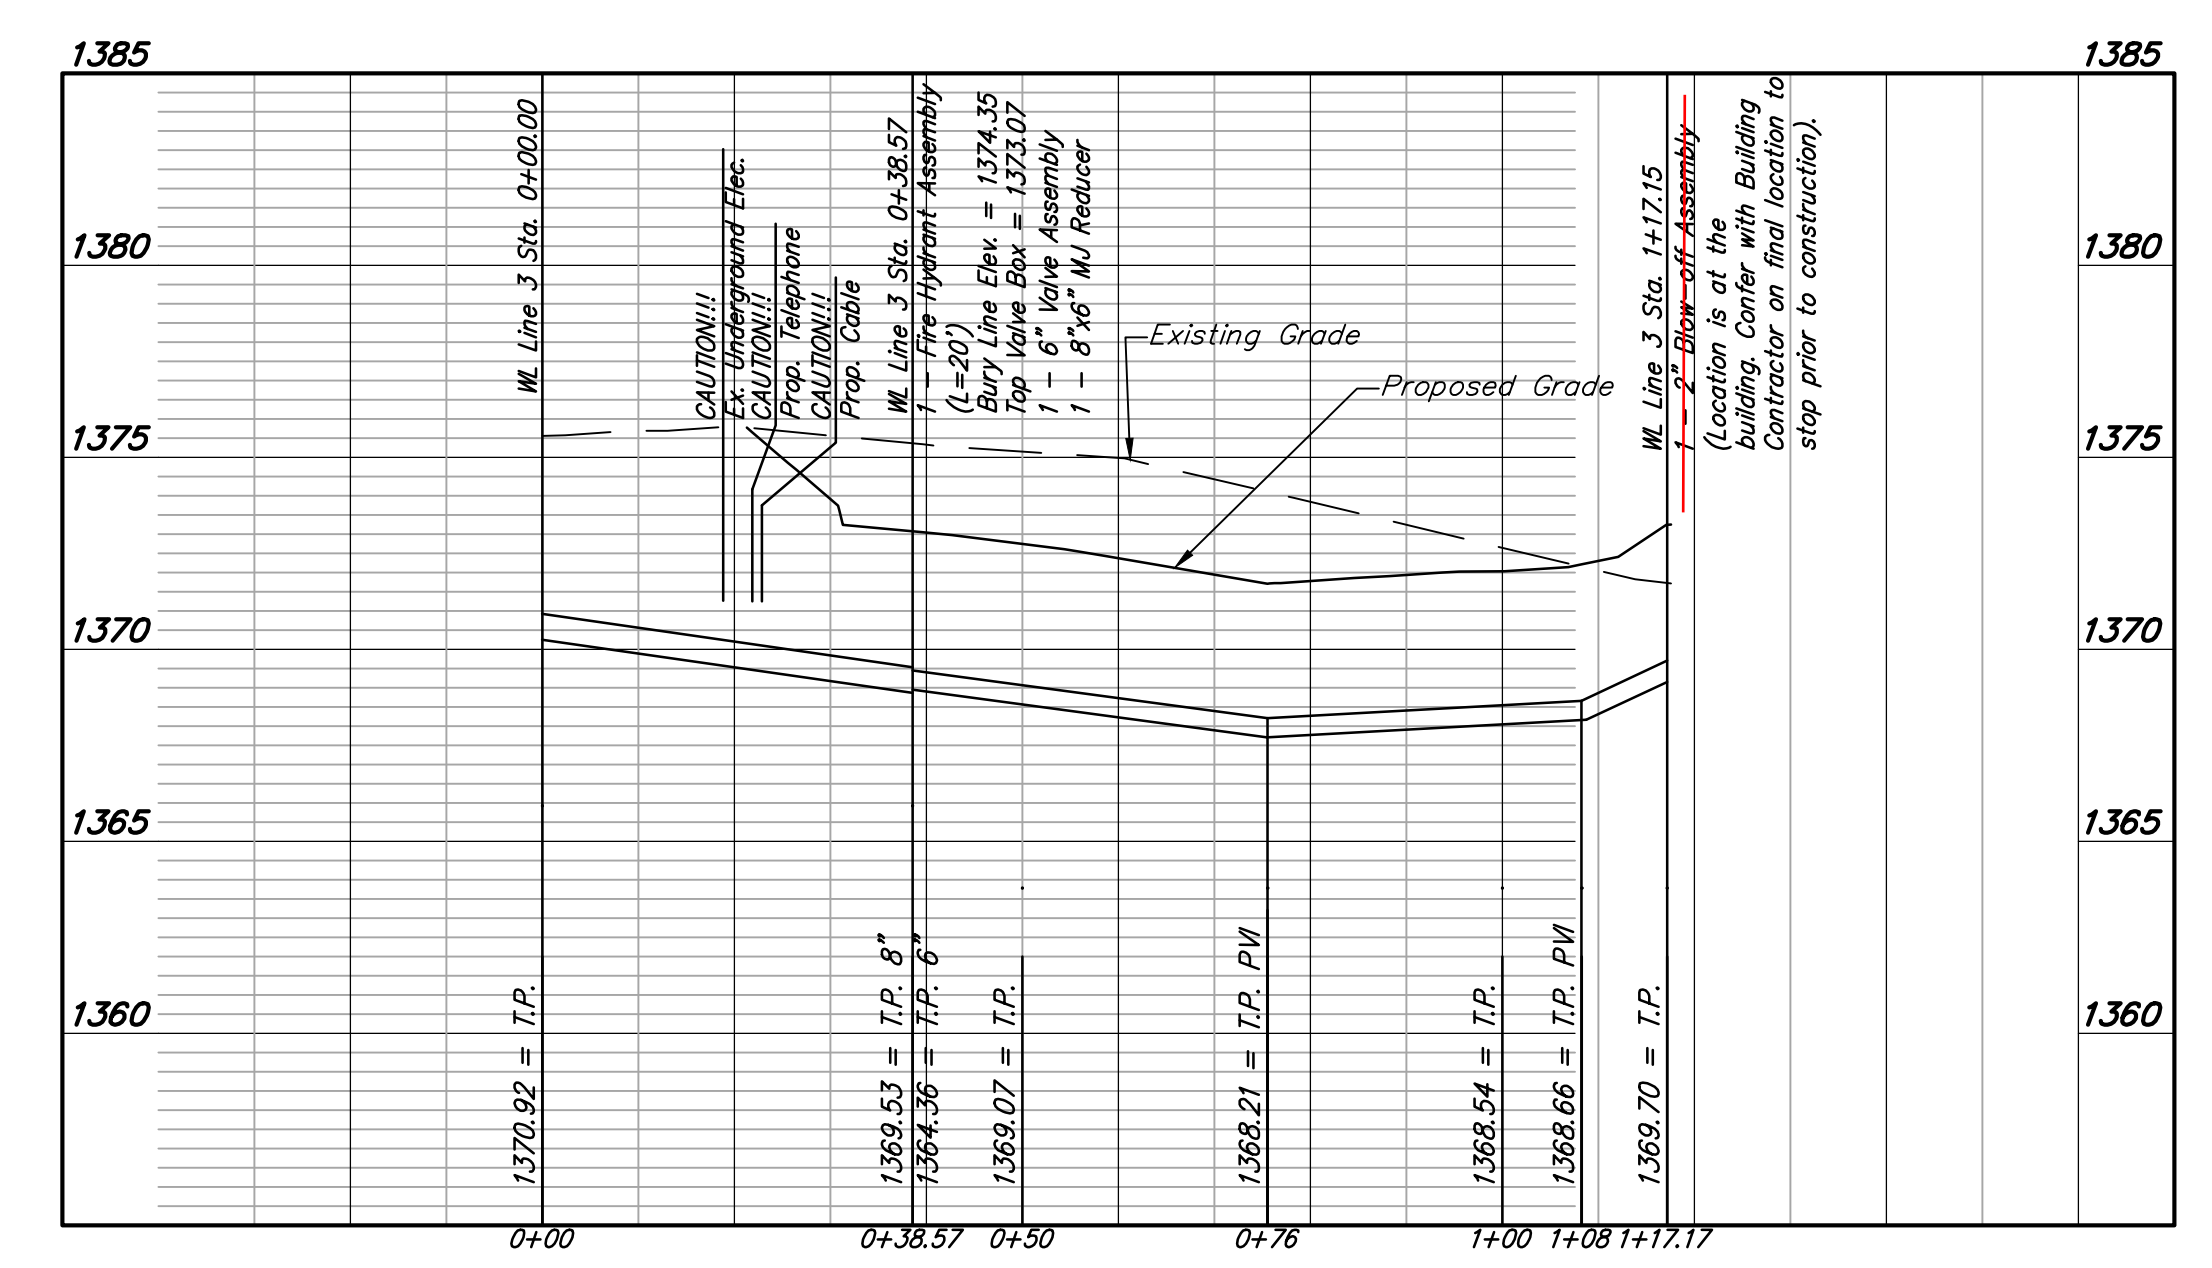 1385
1385
WL Line 3 Sta. 0+00.00
CAUTION!!!
Ex. Underground Elec.
CAUTION!!!
Prop. Telephone
CAUTION!!!
Prop. Cable
WL Line 3 Sta. 0+38.57
1 - Fire Hydrant Assembly
(L=20')
Bury Line Elev. = 1374.35
Top Valve Box = 1373.07
1 - 6" Valve Assembly
1 - 8"x6" MJ Reducer
Existing Grade
Proposed Grade
WL Line 3 Sta. 1+17.15
1 - 2" Blow-off Assembly
(Location is at the
building. Confer with Building
Contractor on final location to
stop prior to construction).
1380
1380
1375
1375
1370
1370
1365
1365
1360
1360
1370.92 = T.P.
1369.53 = T.P. 8"
1364.36 = T.P. 6"
1369.07 = T.P.
1368.21 = T.P. PVI
1368.54 = T.P.
1368.66 = T.P. PVI
1369.70 = T.P.
0+00
0+38.57
0+50
0+76
1+00
1+08
1+17.17